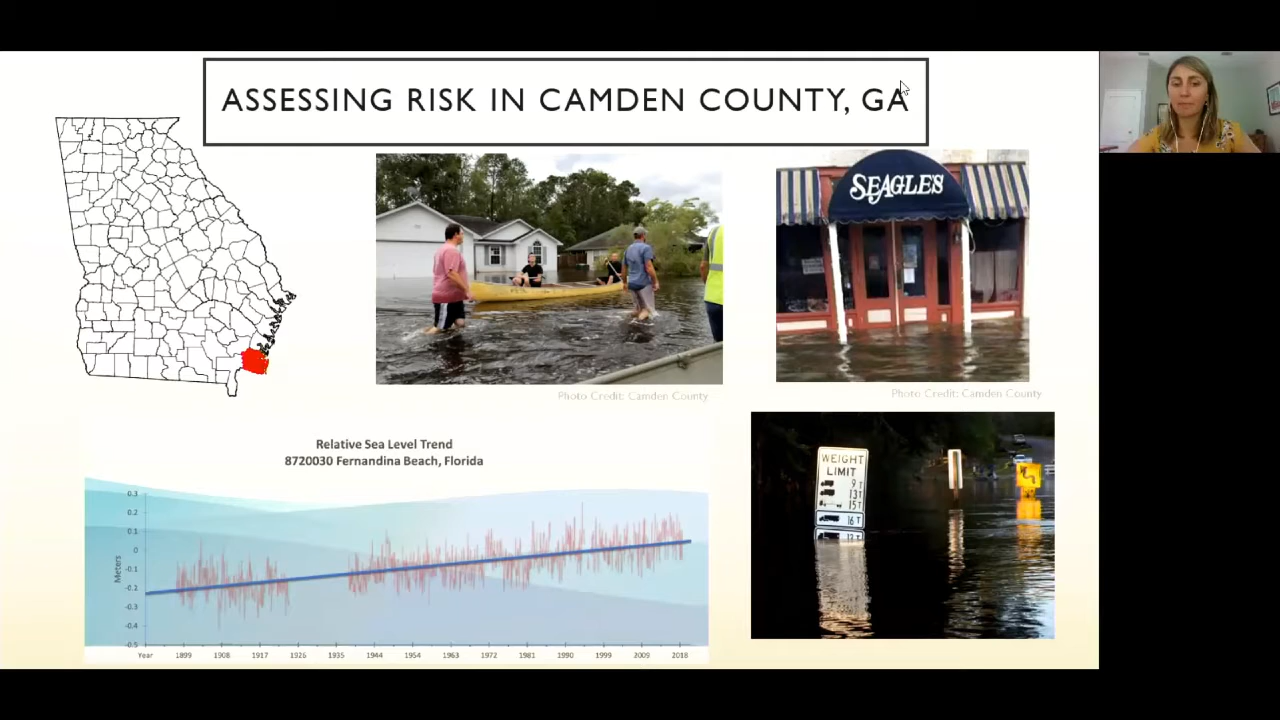 ASSESSING RISK IN CAMDEN COUNTY, GA
SEAGLE'S
Photo Credit: Camden County
Photo Credit: Camden County
Relative Sea Level Trend
8720030 Fernandina Beach, Florida
0.3
0.2
0.1
0
-0.1
-0.2
-0.3
-0.4
-0.5
Meters
Year 1899 1908 1917 1926 1935 1944 1954 1963 1972 1981 1990 1999 2009 2018
WEIGHT
LIMIT
9T
13T
15T
16T